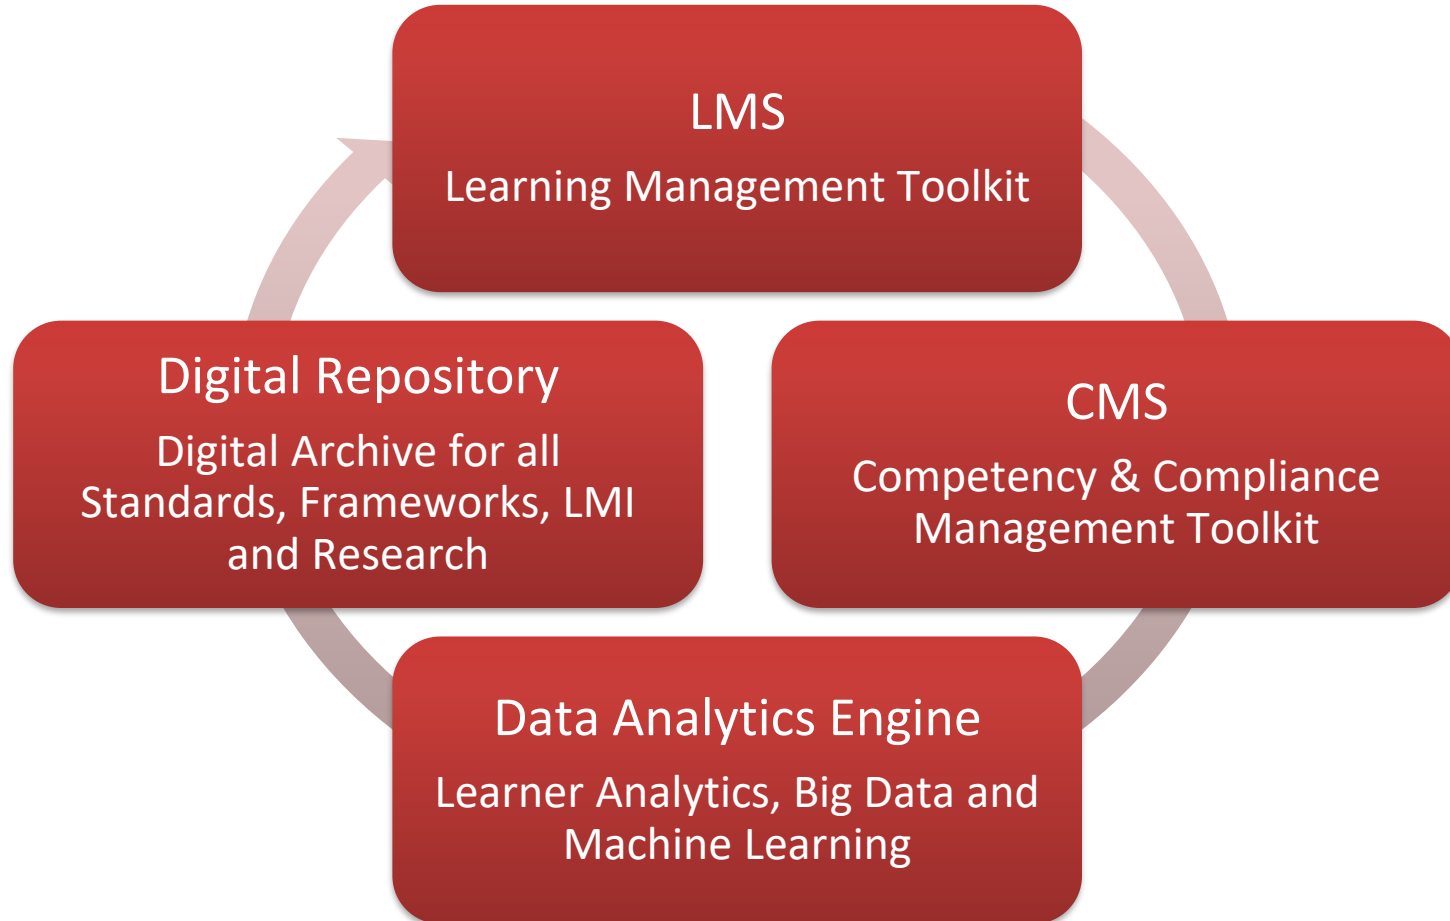 LMS
Learning Management Toolkit
Digital Repository
Digital Archive for all
Standards, Frameworks, LMI
and Research
CMS
Competency & Compliance
Management Toolkit
Data Analytics Engine
Learner Analytics, Big Data and
Machine Learning